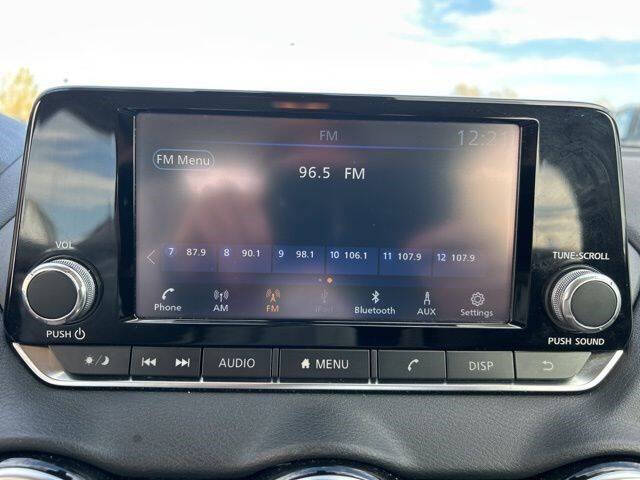 FM
FM Menu
96.5 FM
7 87.9 8 90.1 9 98.1 10 106.1 11 107.9 12 107.9
Phone AM FM iPod Bluetooth AUX Settings
VOL
PUSH
TUNE·SCROLL
PUSH SOUND
AUDIO MENU DISP